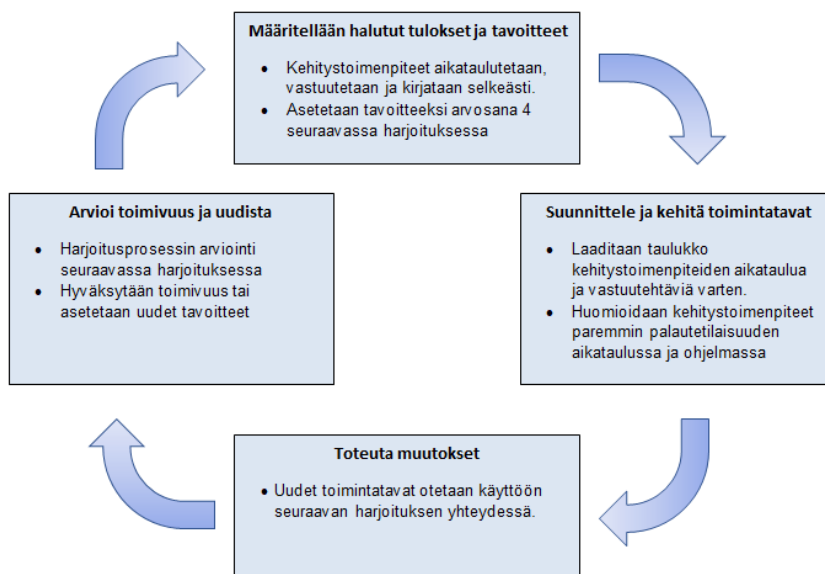 Määritellään halutut tulokset ja tavoitteet
• Kehitystoimenpiteet aikataulutetaan,
vastuutetaan ja kirjataan selkeästi.
• Asetetaan tavoitteeksi arvosana 4
seuraavassa harjoituksessa
Suunnittele ja kehitä toimintatavat
• Laaditaan taulukko
kehitystoimenpiteiden aikataulua
ja vastuutehtäviä varten.
• Huomioidaan kehitystoimenpiteet
paremmin palautetilaisuuden
aikataulussa ja ohjelmassa
Toteuta muutokset
• Uudet toimintatavat otetaan käyttöön
seuraavan harjoituksen yhteydessä.
Arvioi toimivuus ja uudista
• Harjoitusprosessin arviointi
seuraavassa harjoituksessa
• Hyväksytään toimivuus tai
asetetaan uudet tavoitteet